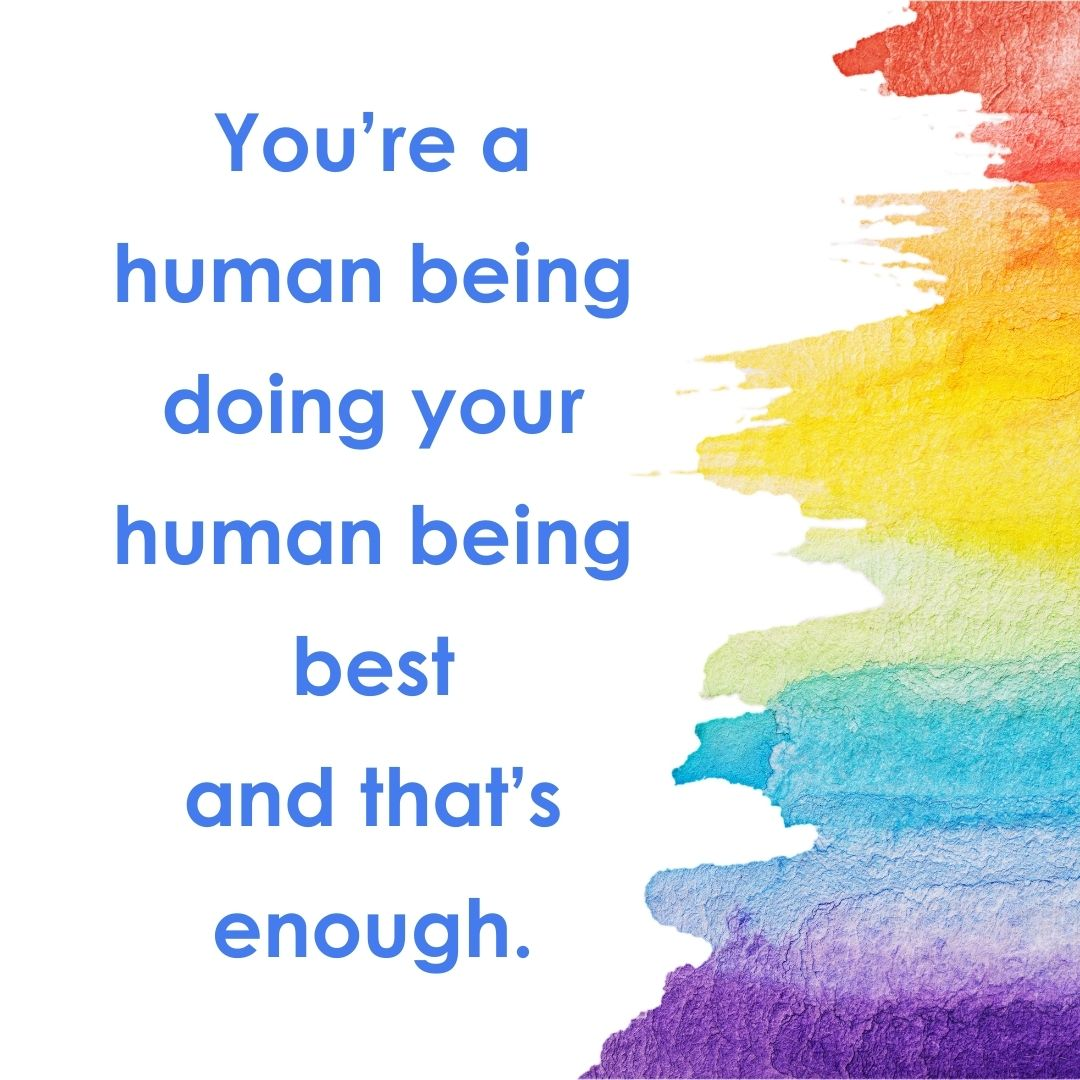 You’re a
human being
doing your
human being
best
and that’s
enough.